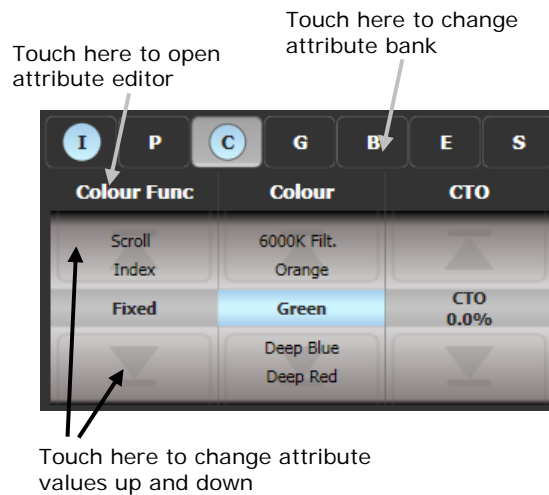 Touch here to change
attribute bank
Touch here to open
attribute editor
I P C G B E S
Colour Func Colour CTO
Scroll 6000K Filt.
Index Orange
Fixed Green CTO
0.0%
Deep Blue
Deep Red
Touch here to change attribute
values up and down